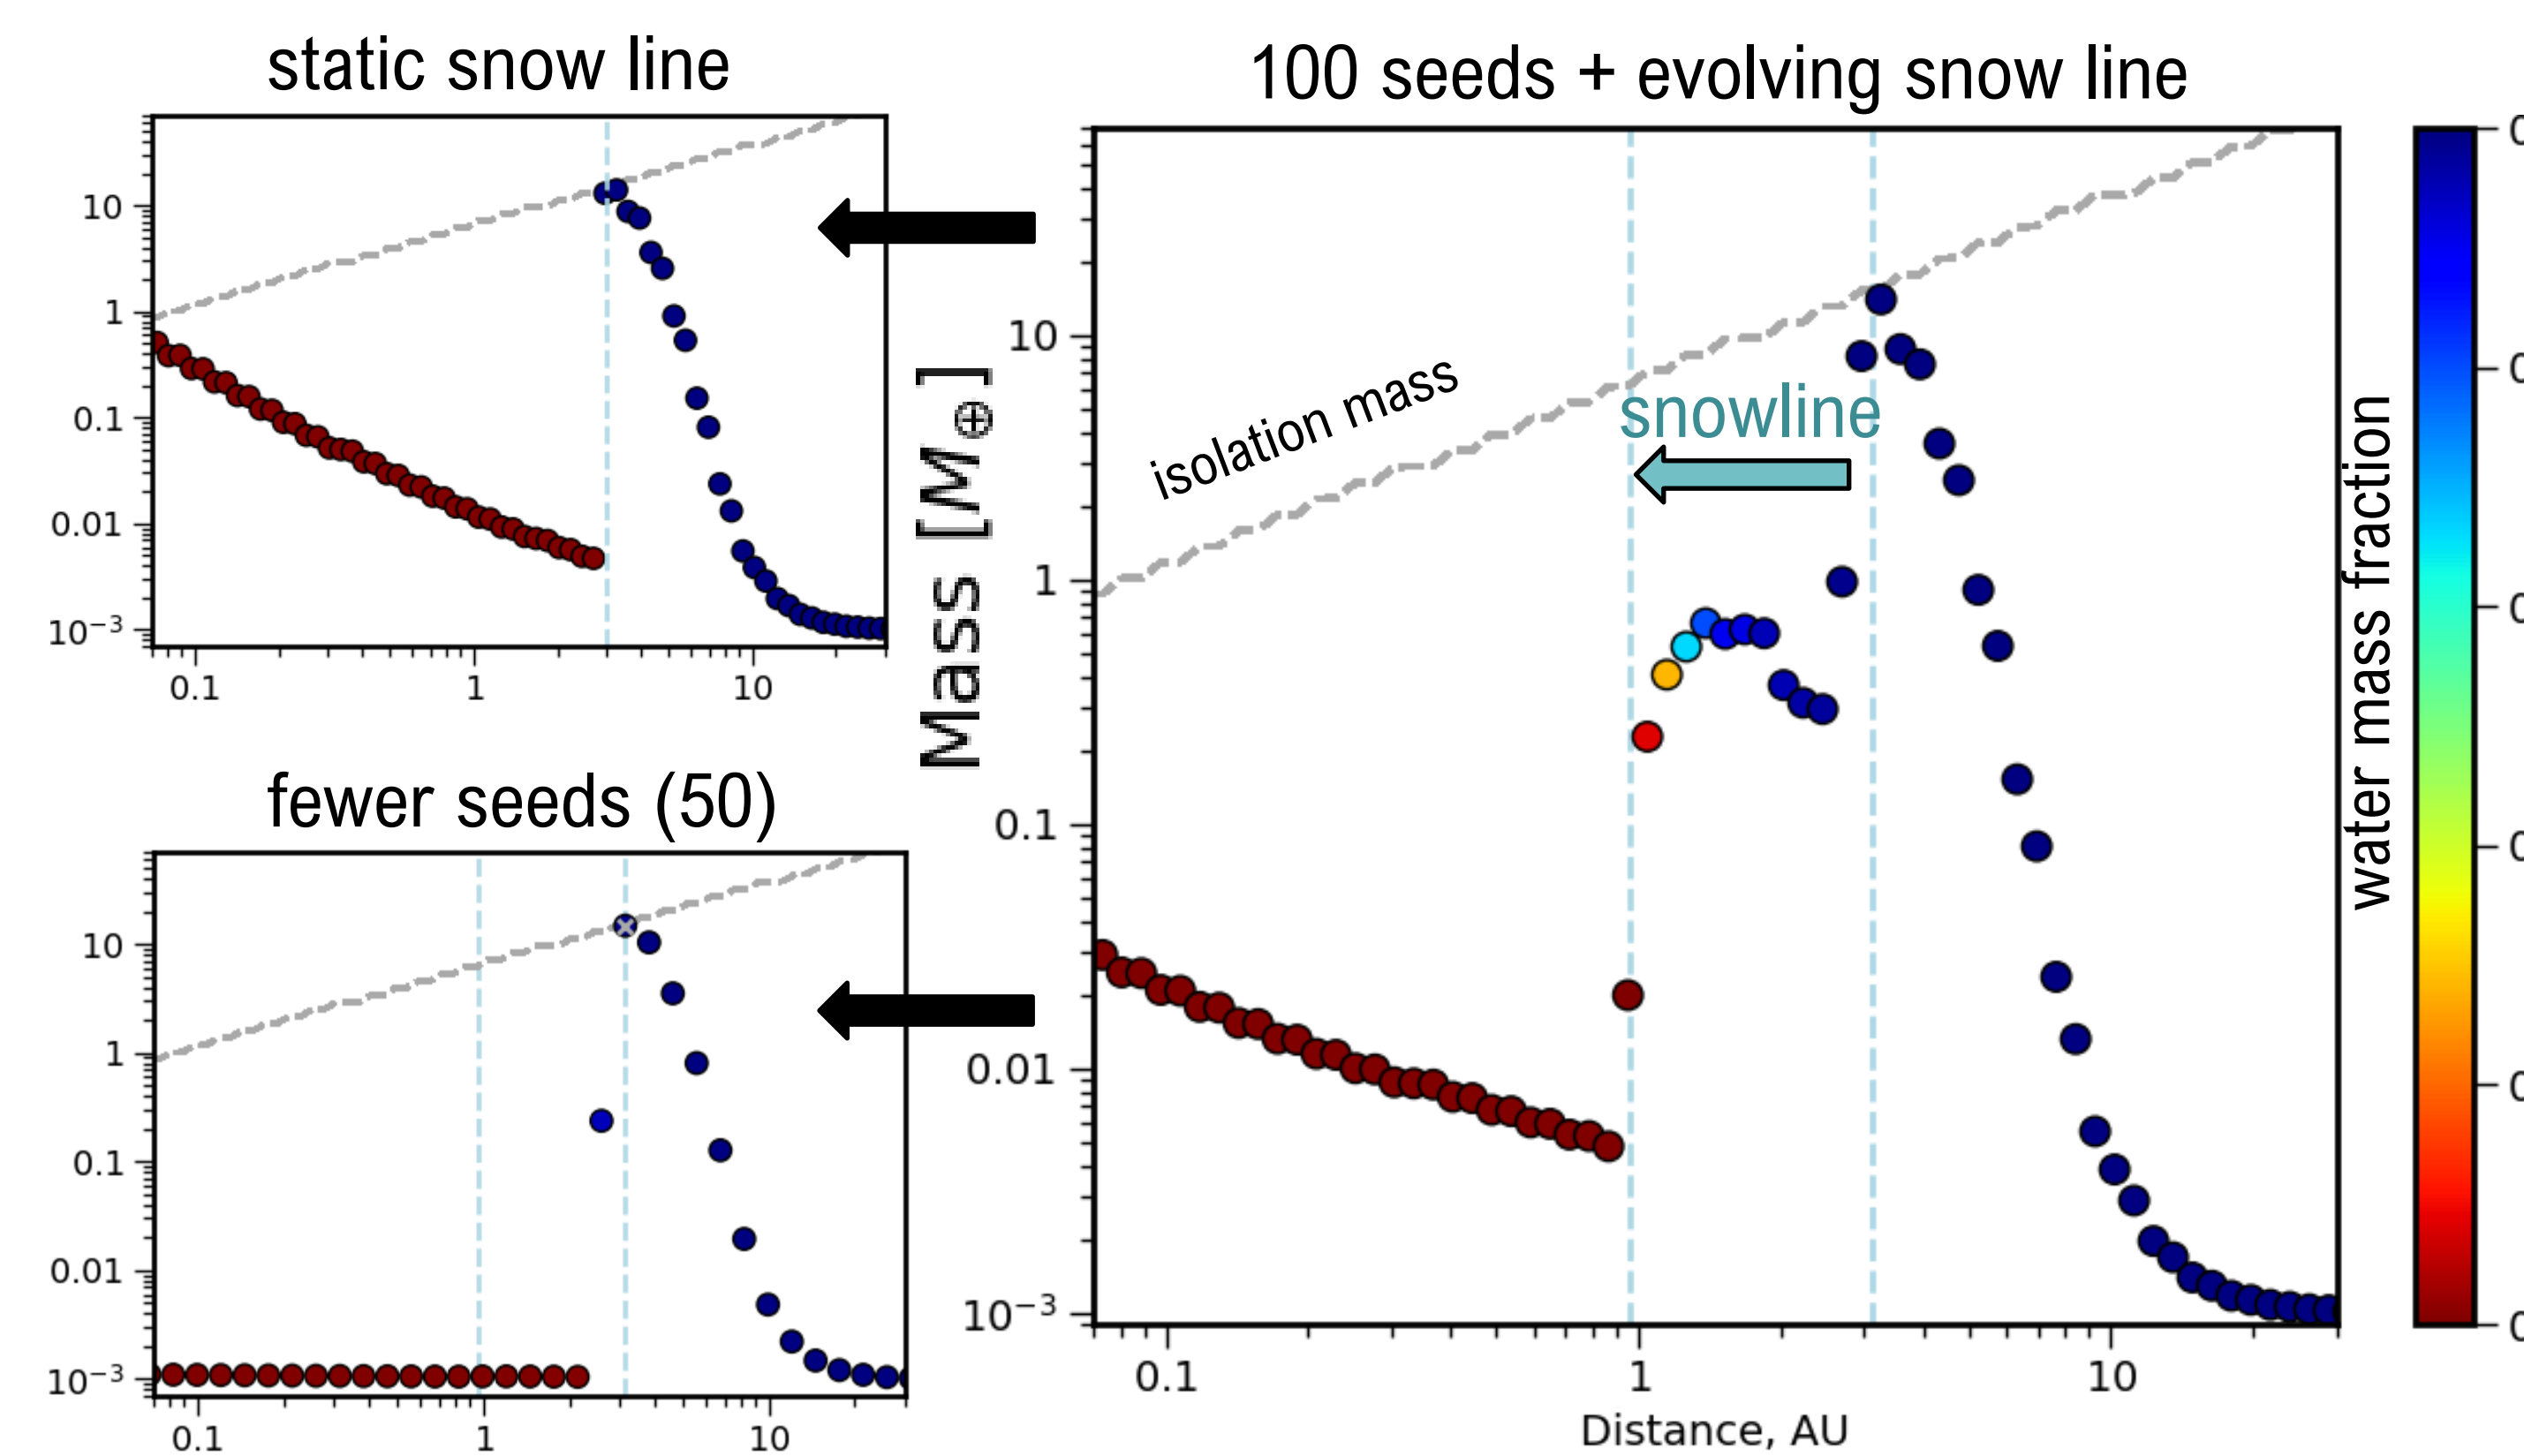 static snow line
10
1
0.1
0.01
10⁻³
0.1 1 10
fewer seeds (50)
10
1
0.1
0.01
10⁻³
0.1 1 10
Mass [M⊕]
100 seeds + evolving snow line
isolation mass
snowline
10
1
0.1
0.01
10⁻³
0.1 1 10
Distance, AU
water mass fraction